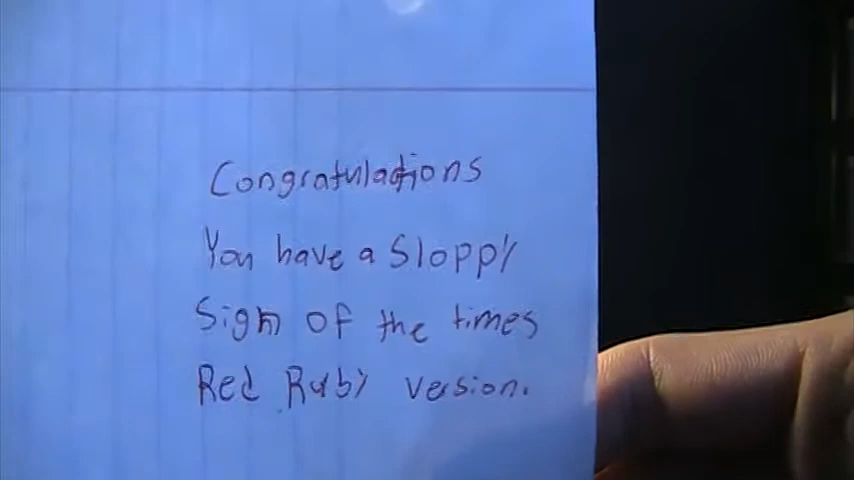 Congratulations
You have a Sloppy
Sign of the times
Red Ruby version.